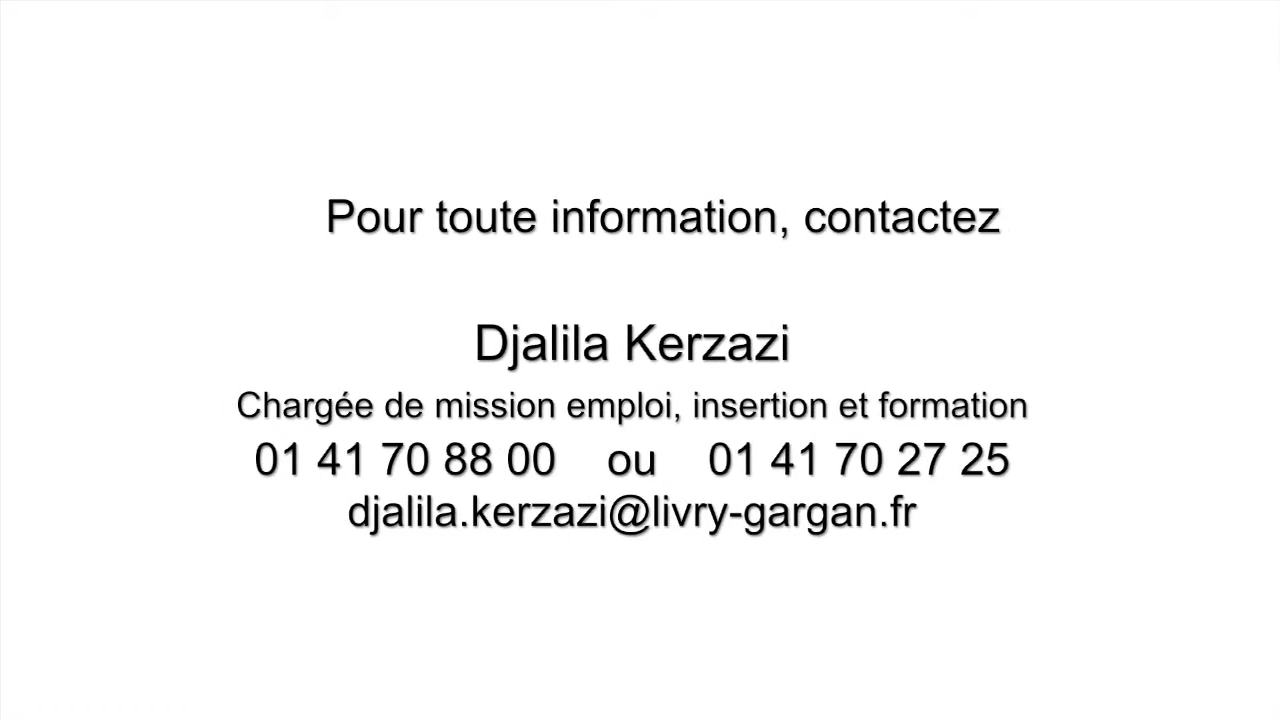 Pour toute information, contactez
Djalila Kerzazi
Chargée de mission emploi, insertion et formation
01 41 70 88 00 ou 01 41 70 27 25
djalila.kerzazi@livry-gargan.fr